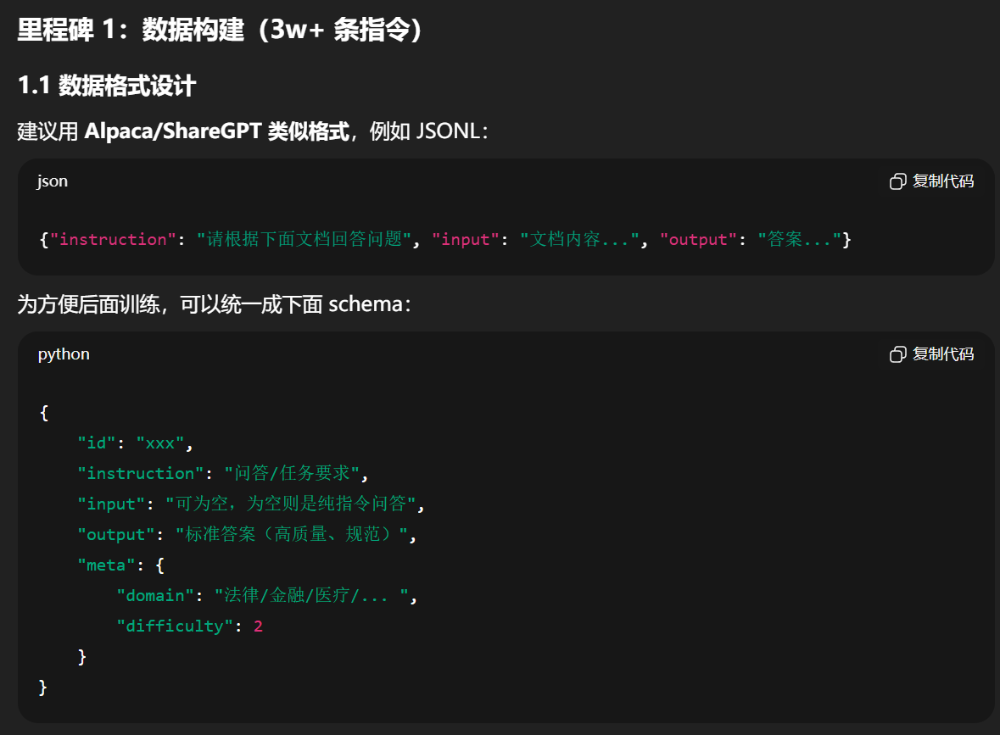 里程碑 1：数据构建（3w+ 条指令）
1.1 数据格式设计
建议用 Alpaca/ShareGPT 类似格式，例如 JSONL：
json
复制代码
{"instruction": "请根据下面文档回答问题", "input": "文档内容...", "output": "答案..."}
为方便后面训练，可以统一成下面 schema：
python
复制代码
{
    "id": "xxx",
    "instruction": "问答/任务要求",
    "input": "可为空，为空则是纯指令问答",
    "output": "标准答案（高质量、规范）",
    "meta": {
        "domain": "法律/金融/医疗/... ",
        "difficulty": 2
    }
}